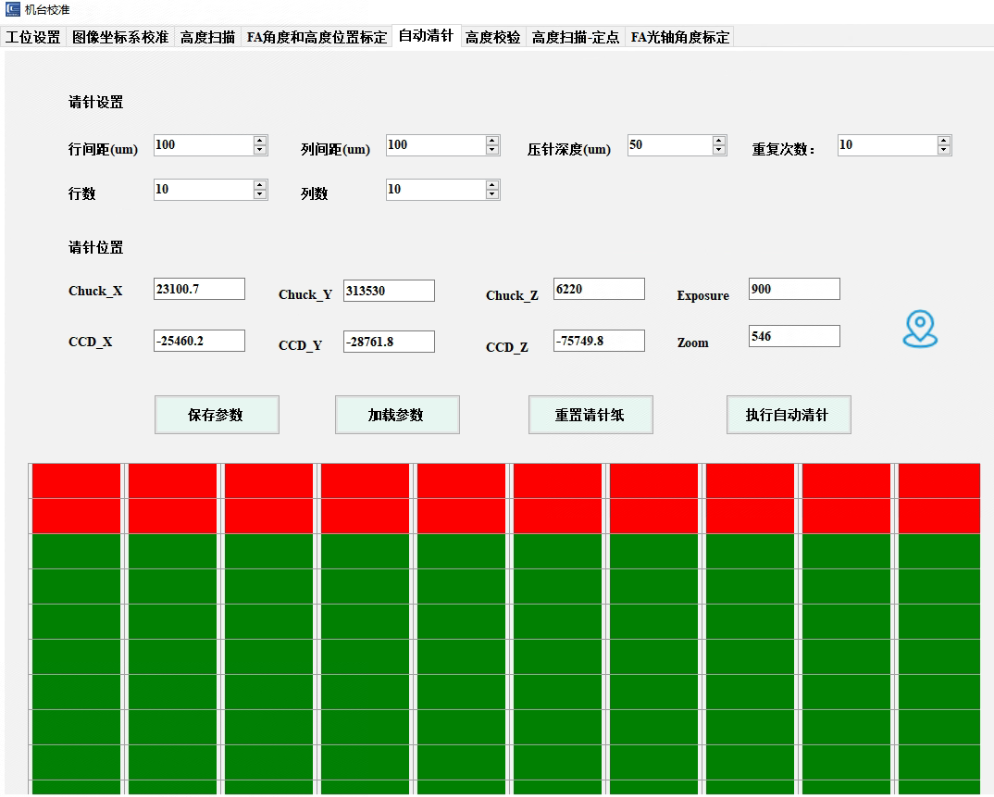 机台校准
工位设置 图像坐标系校准 高度扫描 FA角度和高度位置标定 自动清针 高度校验 高度扫描-定点 FA光轴角度标定
请针设置
行间距(um) 100 列间距(um) 100 压针深度(um) 50 重复次数： 10
行数 10 列数 10
请针位置
Chuck_X 23100.7 Chuck_Y 313530 Chuck_Z 6220 Exposure 900
CCD_X -25460.2 CCD_Y -28761.8 CCD_Z -75749.8 Zoom 546
保存参数 加载参数 重置请针纸 执行自动清针